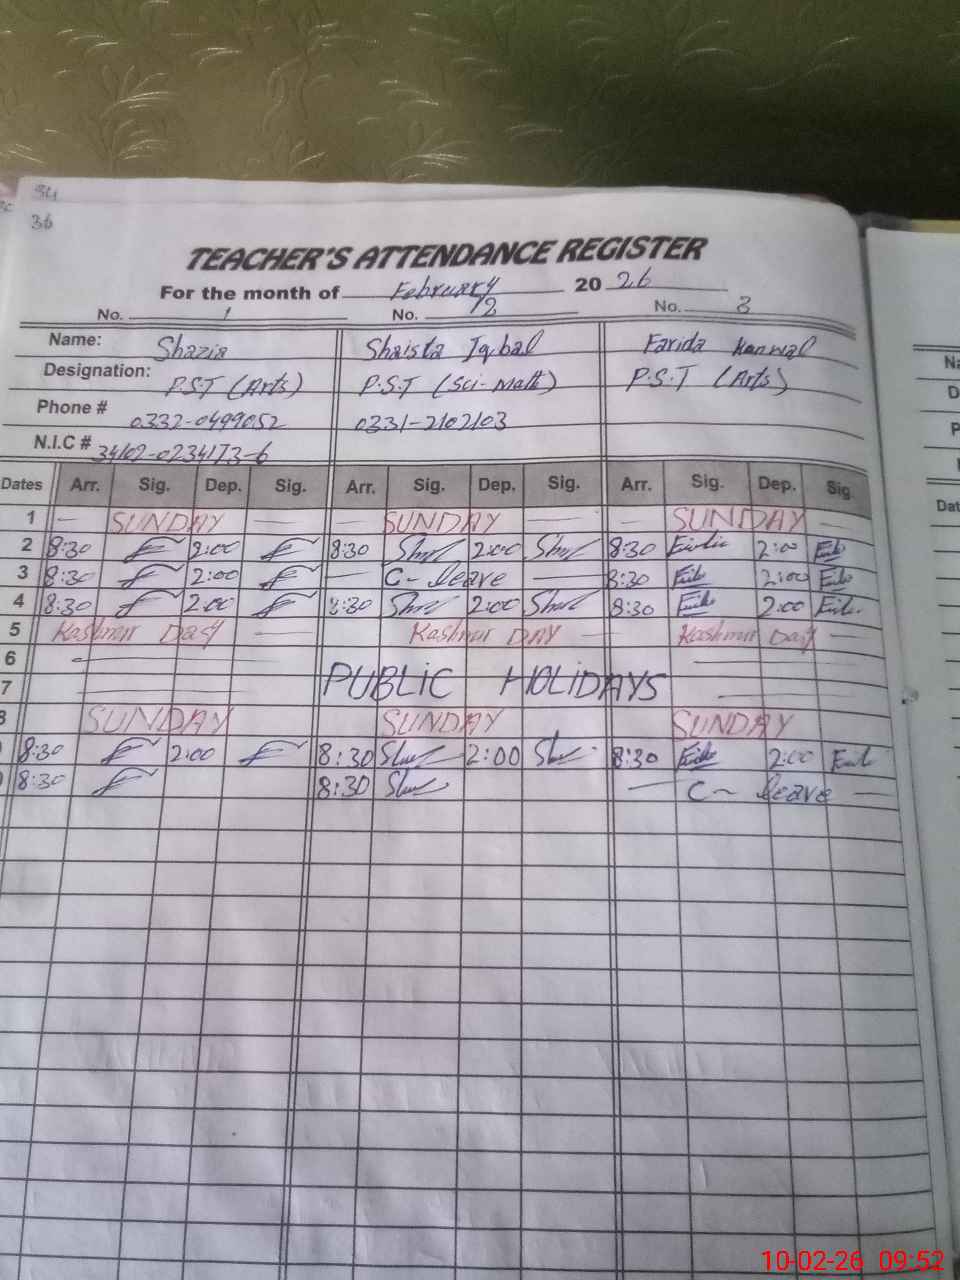 34
36
TEACHER'S ATTENDANCE REGISTER
For the month of February 2026
No. 1 No. 2 No. 3
Name: Shazia Shaista Iqbal Farida Kanwal
Designation: P.S.T (Arts) P.S.T (Sci-Math) P.S.T (Arts)
Phone # 0332-0499052 0331-2102103
N.I.C # 34102-0234173-6
Dates Arr. Sig. Dep. Sig. Arr. Sig. Dep. Sig. Arr. Sig. Dep. Sig
1 SUNDAY SUNDAY SUNDAY
2 8:30 2:00 8:30 2:00 8:30 2:00
3 8:30 2:00 C- leave 8:30 2:00
4 8:30 2:00 8:30 2:00 8:30 2:00
5 Kashmir Day Kashmir DAY Kashmir Day
6
7 PUBLIC HOLIDAYS
8 SUNDAY SUNDAY SUNDAY
8:30 2:00 8:30 2:00 8:30 2:00
8:30 8:30 C- leave
Na
D
P
Dat
10-02-26 09:52